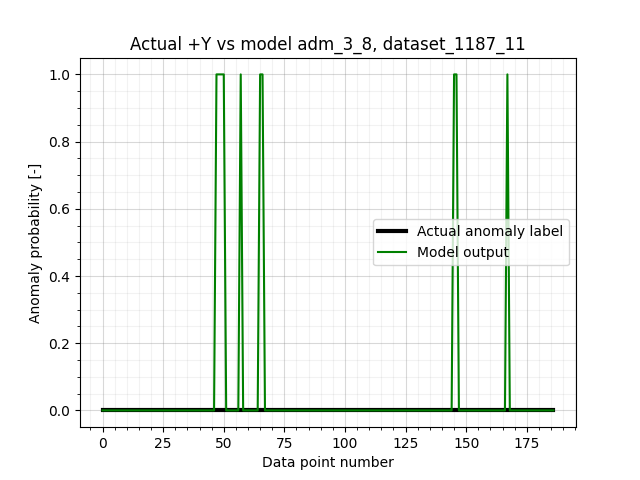 Actual +Y vs model adm_3_8, dataset_1187_11
1.0
0.8
0.6
0.4
0.2
0.0
Anomaly probability [-]
Actual anomaly label
Model output
0 25 50 75 100 125 150 175
Data point number